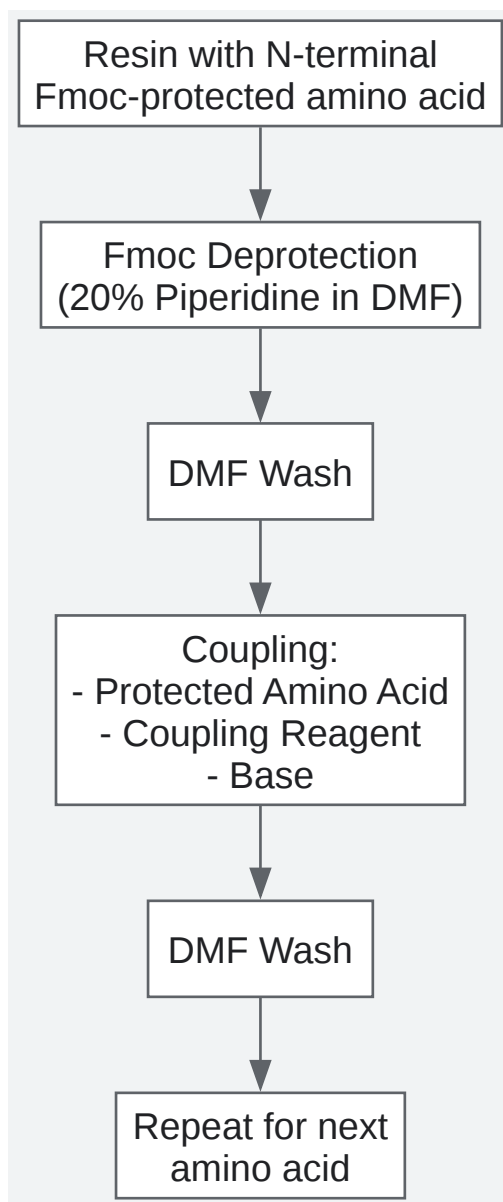 Resin with N-terminal
Fmoc-protected amino acid
Fmoc Deprotection
(20% Piperidine in DMF)
DMF Wash
Coupling:
- Protected Amino Acid
- Coupling Reagent
- Base
DMF Wash
Repeat for next
amino acid